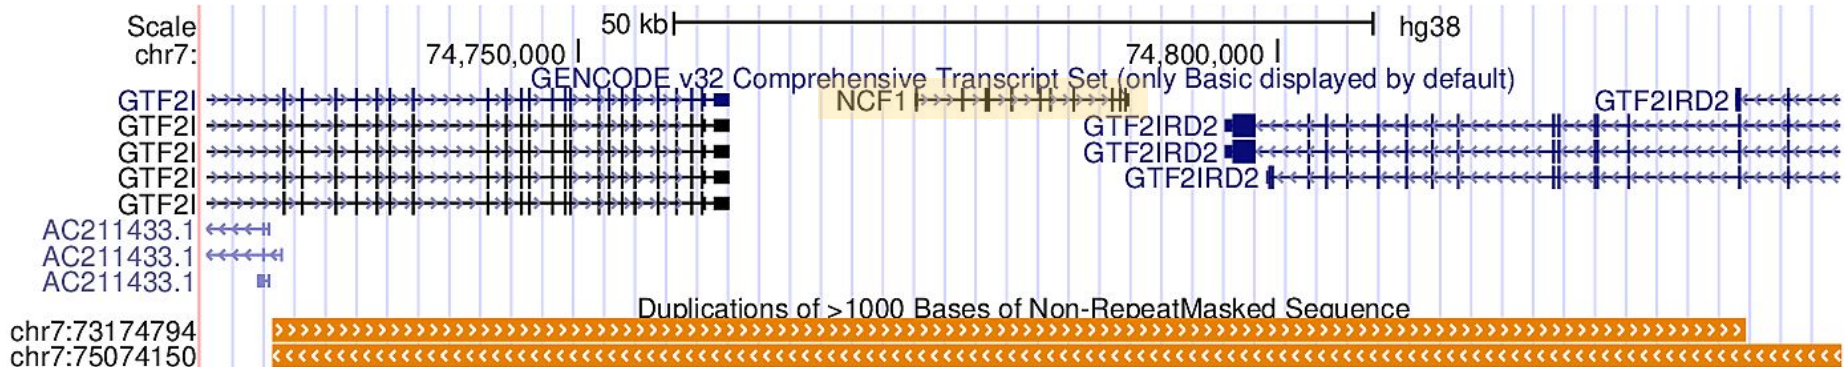 Scale 50 kb hg38
chr7: 74,750,000 74,800,000
GENCODE v32 Comprehensive Transcript Set (only Basic displayed by default)
GTF2I NCF1 GTF2IRD2
GTF2I GTF2IRD2
GTF2I GTF2IRD2
GTF2I GTF2IRD2
GTF2I
AC211433.1
AC211433.1
AC211433.1
Duplications of >1000 Bases of Non-RepeatMasked Sequence
chr7:73174794
chr7:75074150